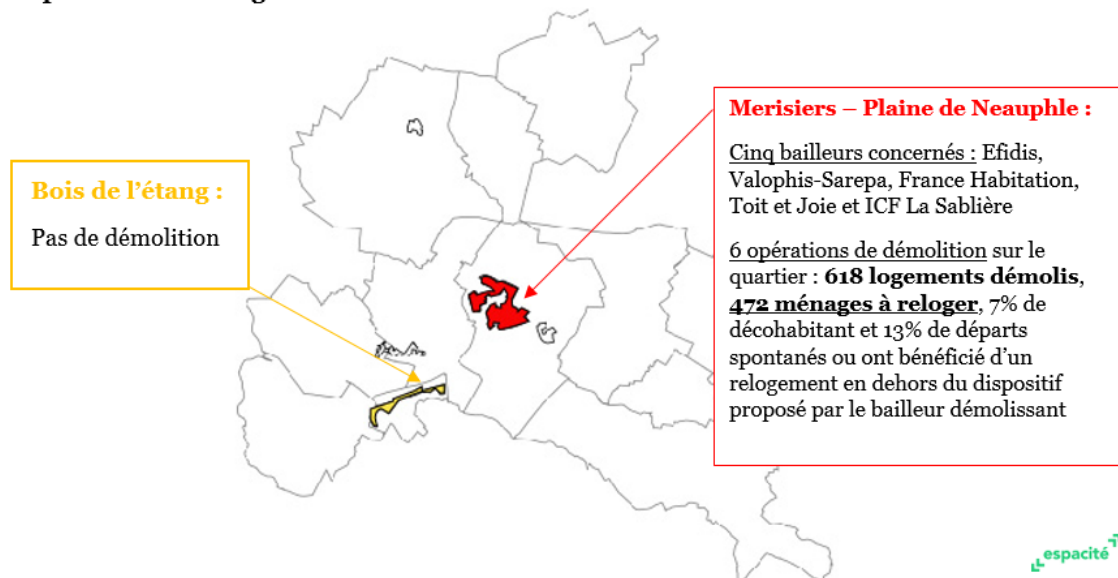 Bois de l’étang :
Pas de démolition
Merisiers – Plaine de Neauphle :
Cinq bailleurs concernés : Efidis,
Valophis-Sarepa, France Habitation,
Toit et Joie et ICF La Sablière
6 opérations de démolition sur le
quartier : 618 logements démolis,
472 ménages à reloger, 7% de
décohabitant et 13% de départs
spontanés ou ont bénéficié d’un
relogement en dehors du dispositif
proposé par le bailleur démolissant
espacité